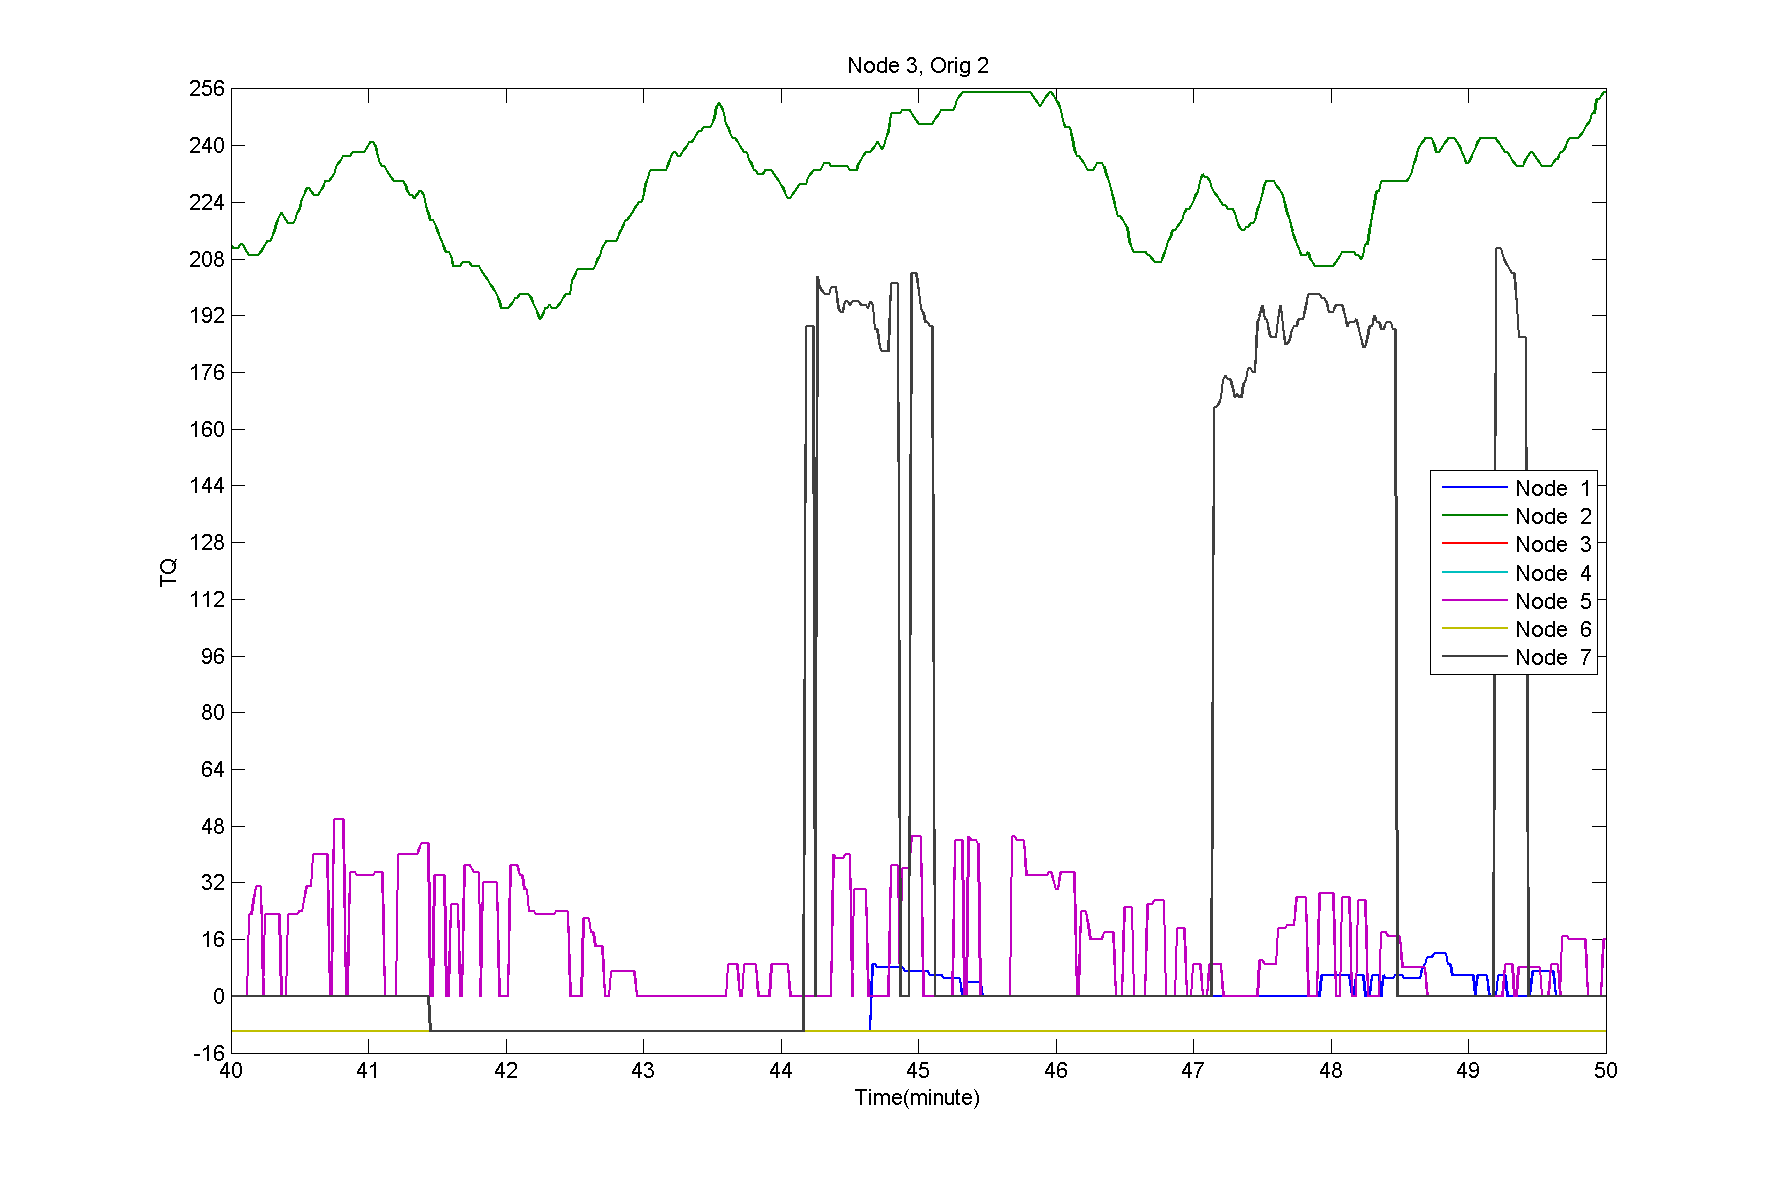 Node 3, Orig 2
256
240
224
208
192
176
160
144
128
112
96
80
64
48
32
16
0
-16
TQ
Node 1
Node 2
Node 3
Node 4
Node 5
Node 6
Node 7
40 41 42 43 44 45 46 47 48 49 50
Time(minute)